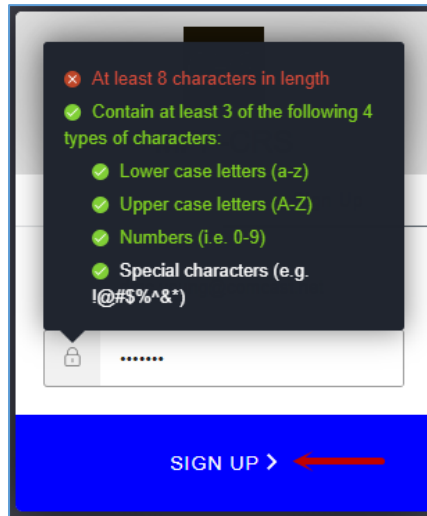 At least 8 characters in length
Contain at least 3 of the following 4
types of characters:
Lower case letters (a-z)
Upper case letters (A-Z)
Numbers (i.e. 0-9)
Special characters (e.g.
!@#$%^&*)
•••••••
SIGN UP